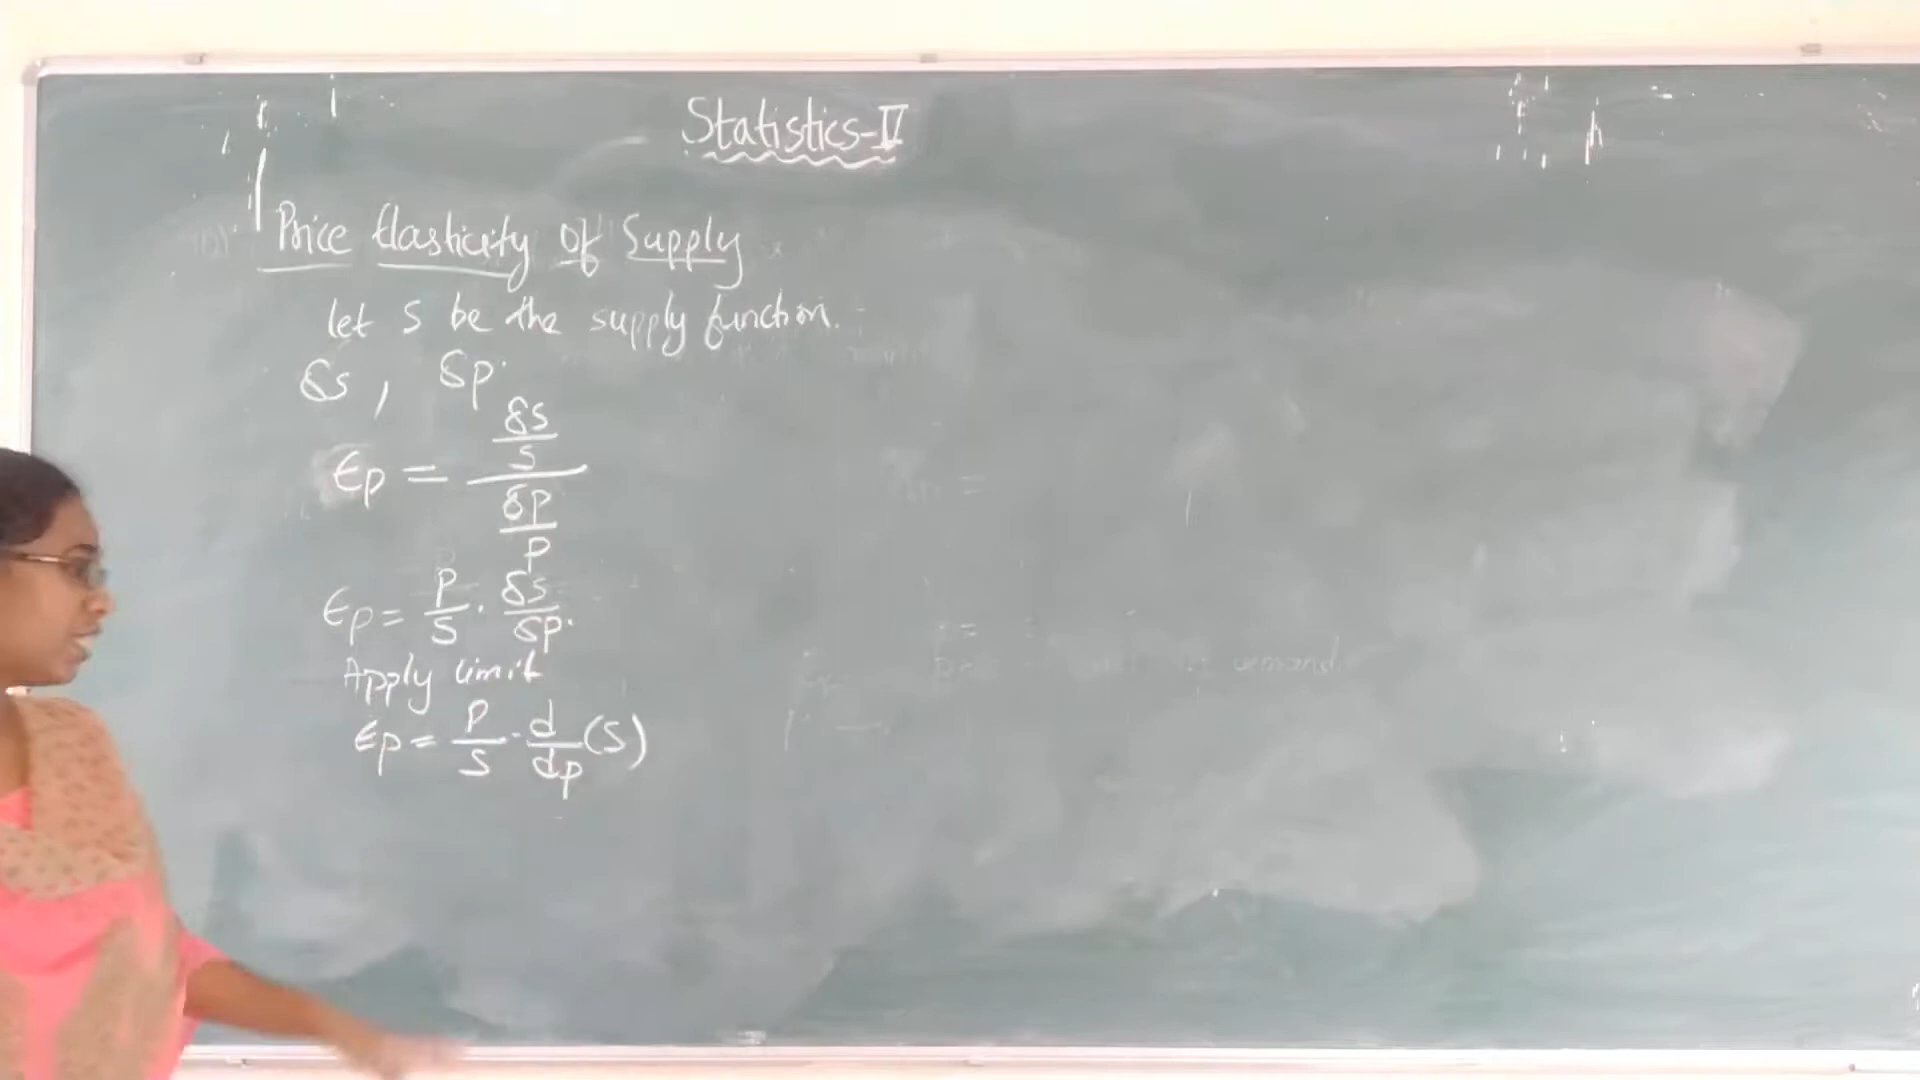 Statistics-IV
Price Elasticity Of Supply
let S be the supply function.
δs, δp.
εp = (δs/s)/(δp/p)
εp = p/s . δs/δp.
Apply limit
εp = p/s . d/dp (s)